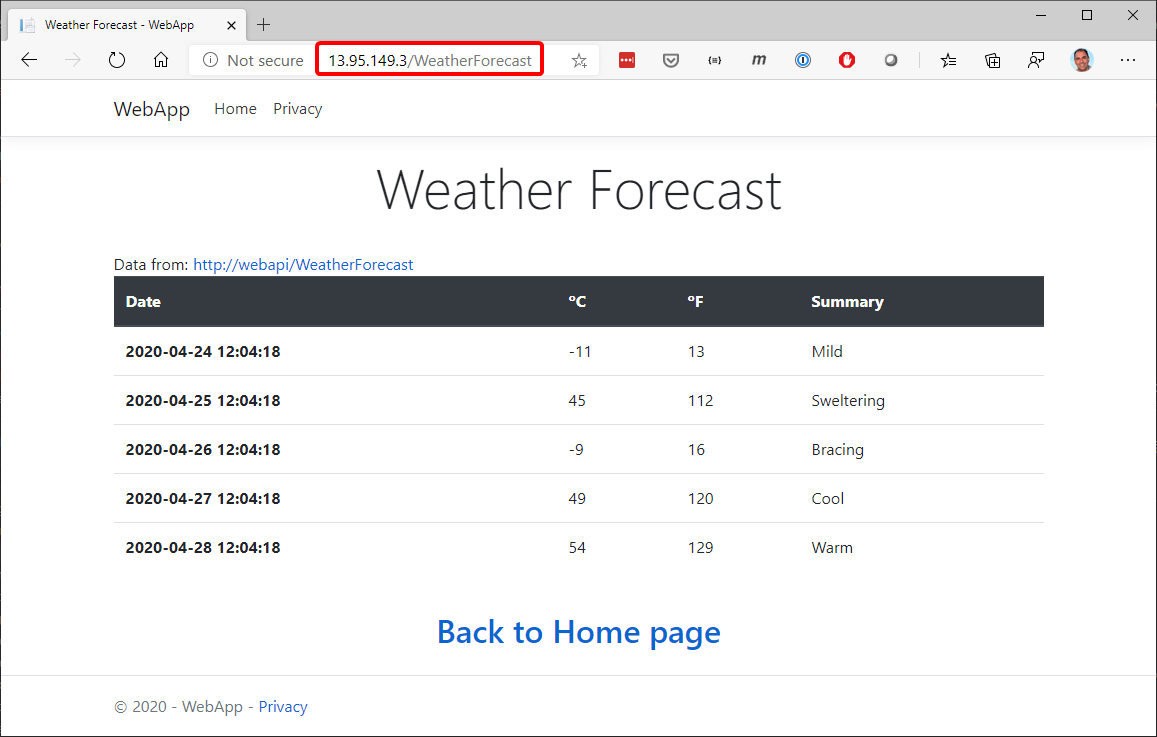 Weather Forecast - WebApp
Not secure 13.95.149.3/WeatherForecast
WebApp Home Privacy
Weather Forecast
Data from: http://webapi/WeatherForecast
Date ºC ºF Summary
2020-04-24 12:04:18 -11 13 Mild
2020-04-25 12:04:18 45 112 Sweltering
2020-04-26 12:04:18 -9 16 Bracing
2020-04-27 12:04:18 49 120 Cool
2020-04-28 12:04:18 54 129 Warm
Back to Home page
© 2020 - WebApp - Privacy